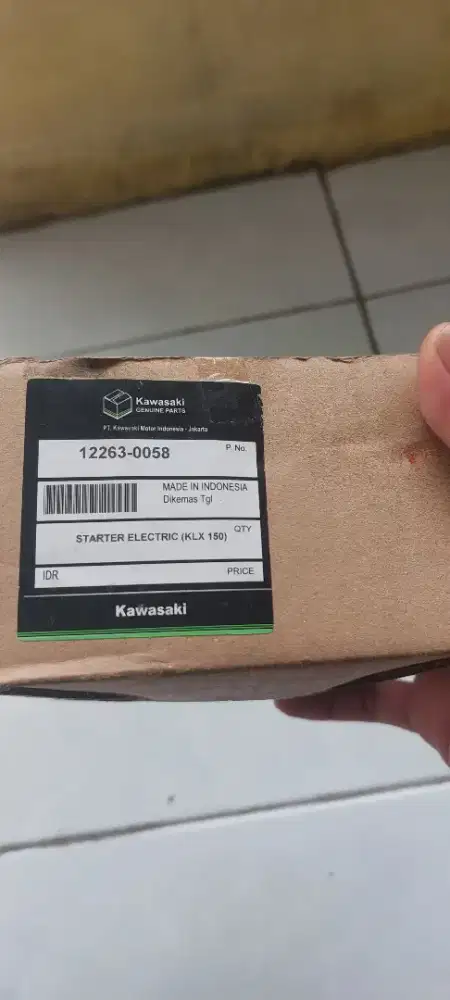 Kawasaki
GENUINE PARTS
PT. Kawasaki Motor Indonesia - Jakarta
12263-0058
P. No.
MADE IN INDONESIA
Dikemas Tgl
STARTER ELECTRIC (KLX 150)
QTY
IDR
PRICE
Kawasaki